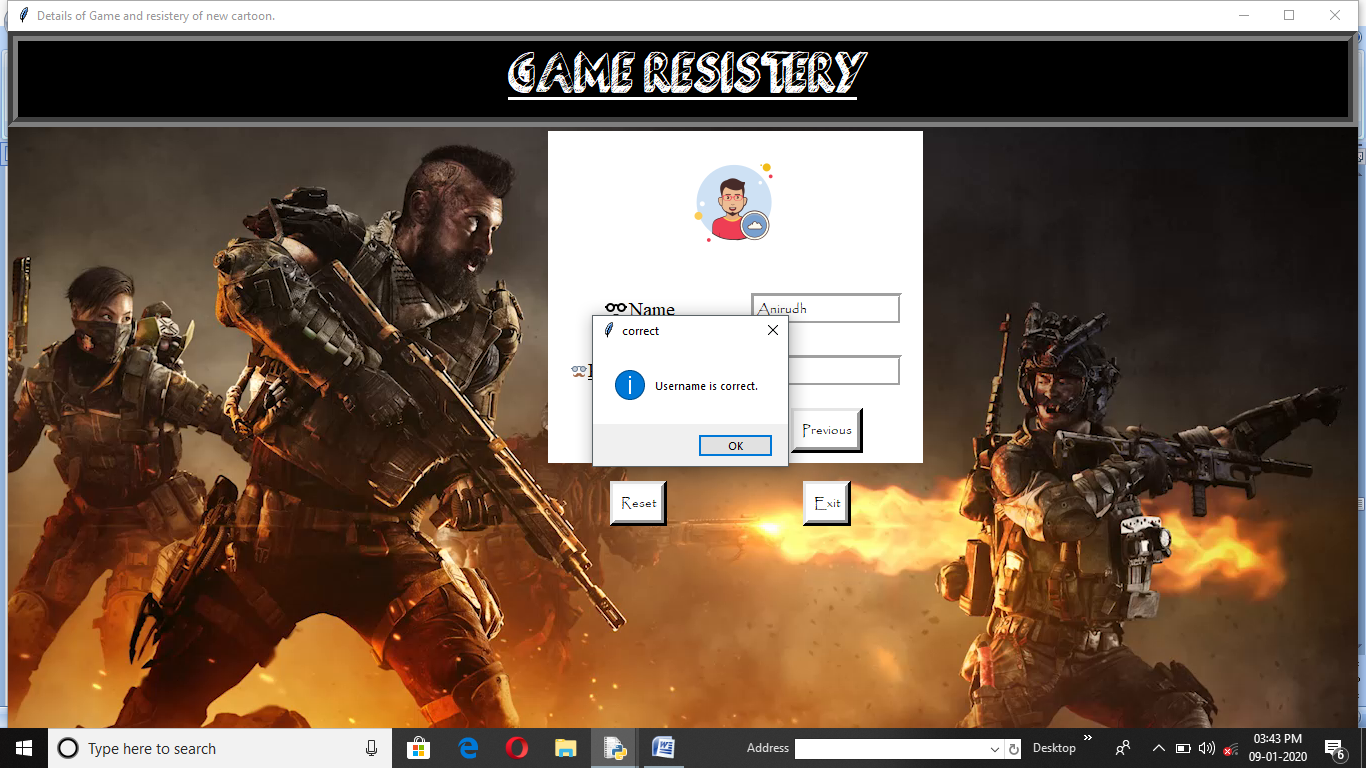 Details of Game and resistery of new cartoon.
GAME RESISTERY
Name
Anirudh
correct
Username is correct.
OK
Previous
Reset
Exit
Type here to search
Address
Desktop
03:43 PM
09-01-2020
6